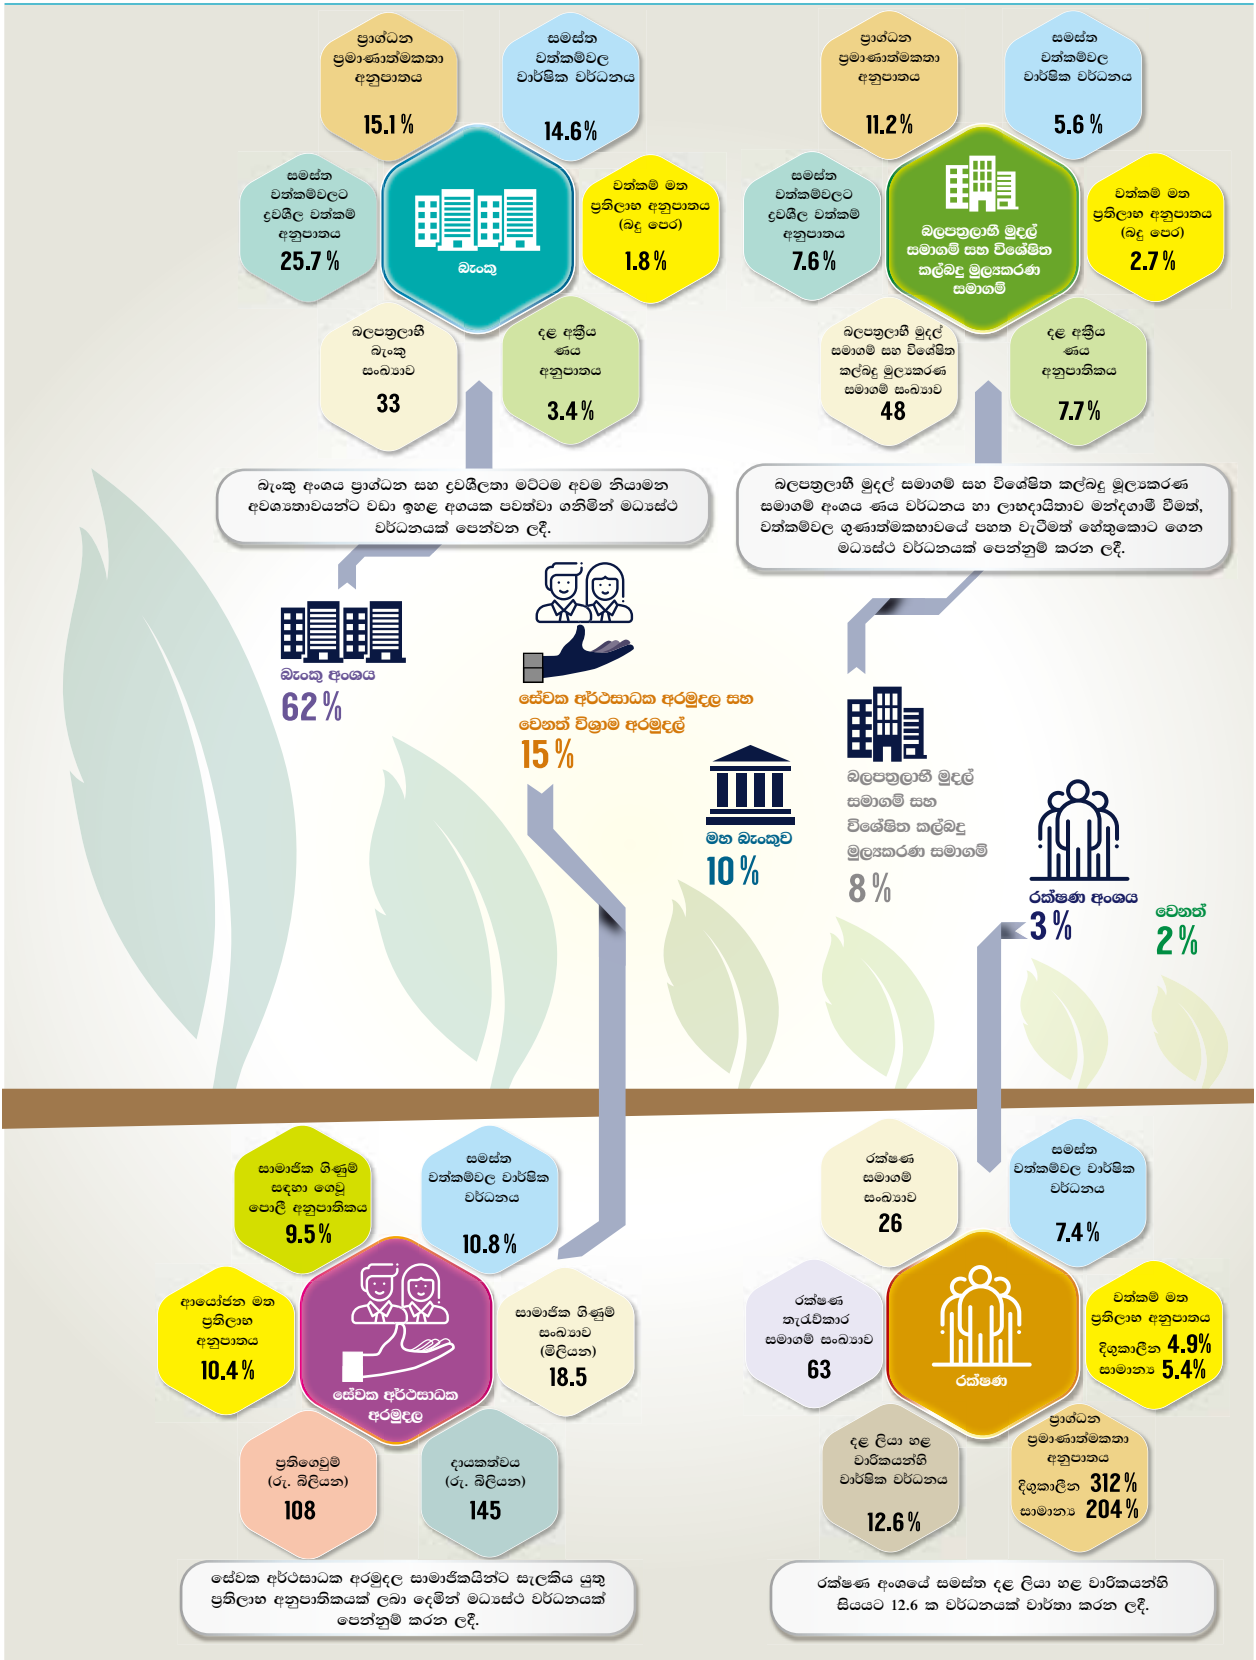 ප්‍රාග්ධන
ප්‍රමාණාත්මකතා
අනුපාතය
15.1%
සමස්ත
වත්කම්වල
වාර්ෂික වර්ධනය
14.6%
සමස්ත
වත්කම්වලට
ද්‍රවශීල වත්කම්
අනුපාතය
25.7%
බැංකු
වත්කම් මත
ප්‍රතිලාභ අනුපාතය
(බදු පෙර)
1.8%
බලපත්‍රලාභී
බැංකු
සංඛ්‍යාව
33
දළ අක්‍රීය
ණය
අනුපාතය
3.4%
ප්‍රාග්ධන
ප්‍රමාණාත්මකතා
අනුපාතය
11.2%
සමස්ත
වත්කම්වල
වාර්ෂික වර්ධනය
5.6%
සමස්ත
වත්කම්වලට
ද්‍රවශීල වත්කම්
අනුපාතය
7.6%
බලපත්‍රලාභී මුදල්
සමාගම් සහ විශේෂිත
කල්බදු මූල්‍යකරණ
සමාගම්
වත්කම් මත
ප්‍රතිලාභ අනුපාතය
(බදු පෙර)
2.7%
බලපත්‍රලාභී මුදල්
සමාගම් සහ විශේෂිත
කල්බදු මූල්‍යකරණ
සමාගම් සංඛ්‍යාව
48
දළ අක්‍රීය
ණය
අනුපාතිකය
7.7%
බැංකු අංශය ප්‍රාග්ධන සහ ද්‍රවශීලතා මට්ටම අවම නියාමන
අවශ්‍යතාවයන්ට වඩා ඉහළ අගයක පවත්වා ගනිමින් මධ්‍යස්ථ
වර්ධනයක් පෙන්වන ලදී.
බලපත්‍රලාභී මුදල් සමාගම් සහ විශේෂිත කල්බදු මූල්‍යකරණ
සමාගම් අංශය ණය වර්ධනය හා ලාභදායිතාව මන්දගාමී වීමත්,
වත්කම්වල ගුණාත්මකභාවයේ පහත වැටීමත් හේතුකොට ගෙන
මධ්‍යස්ථ වර්ධනයක් පෙන්නුම් කරන ලදී.
බැංකු අංශය
62%
සේවක අර්ථසාධක අරමුදල සහ
වෙනත් විශ්‍රාම අරමුදල්
15%
මහ බැංකුව
10%
බලපත්‍රලාභී මුදල්
සමාගම් සහ
විශේෂිත කල්බදු
මූල්‍යකරණ සමාගම්
8%
රක්ෂණ අංශය
3%
වෙනත්
2%
සාමාජික ගිණුම්
සඳහා ගෙවූ
පොලී අනුපාතිකය
9.5%
සමස්ත
වත්කම්වල වාර්ෂික
වර්ධනය
10.8%
ආයෝජන මත
ප්‍රතිලාභ
අනුපාතය
10.4%
සේවක අර්ථසාධක
අරමුදල
සාමාජික ගිණුම්
සංඛ්‍යාව
(මිලියන)
18.5
ප්‍රතිගෙවුම්
(රු. බිලියන)
108
දායකත්වය
(රු. බිලියන)
145
සේවක අර්ථසාධක අරමුදල සාමාජිකයින්ට සැලකිය යුතු
ප්‍රතිලාභ අනුපාතිකයක් ලබා දෙමින් මධ්‍යස්ථ වර්ධනයක්
පෙන්නුම් කරන ලදී.
රක්ෂණ
සමාගම්
සංඛ්‍යාව
26
සමස්ත
වත්කම්වල වාර්ෂික
වර්ධනය
7.4%
රක්ෂණ
තැරැව්කාර
සමාගම් සංඛ්‍යාව
63
රක්ෂණ
වත්කම් මත
ප්‍රතිලාභ අනුපාතය
දිගුකාලීන 4.9%
සාමාන්‍ය 5.4%
දළ ලියා හළ
වාරිකයන්හි
වාර්ෂික වර්ධනය
12.6%
ප්‍රාග්ධන
ප්‍රමාණාත්මකතා
අනුපාතය
දිගුකාලීන 312%
සාමාන්‍ය 204%
රක්ෂණ අංශයේ සමස්ත දළ ලියා හළ වාරිකයන්හි
සියයට 12.6 ක වර්ධනයක් වාර්තා කරන ලදී.